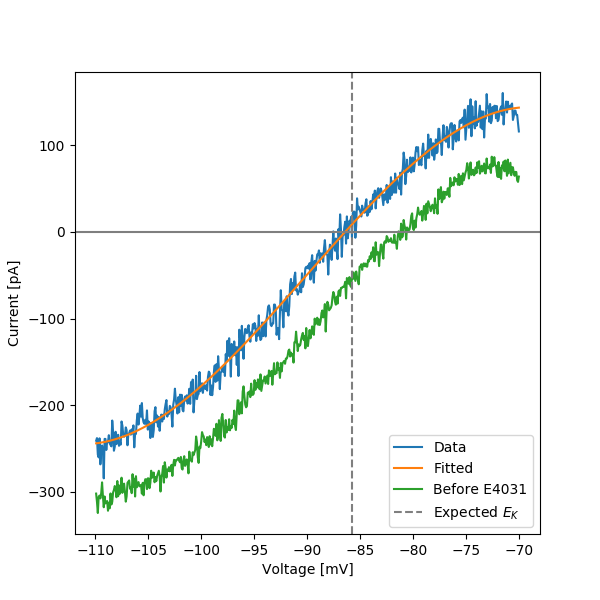 100
0
−100
−200
−300
Current [pA]
−110 −105 −100 −95 −90 −85 −80 −75 −70
Voltage [mV]
Data
Fitted
Before E4031
Expected E_K